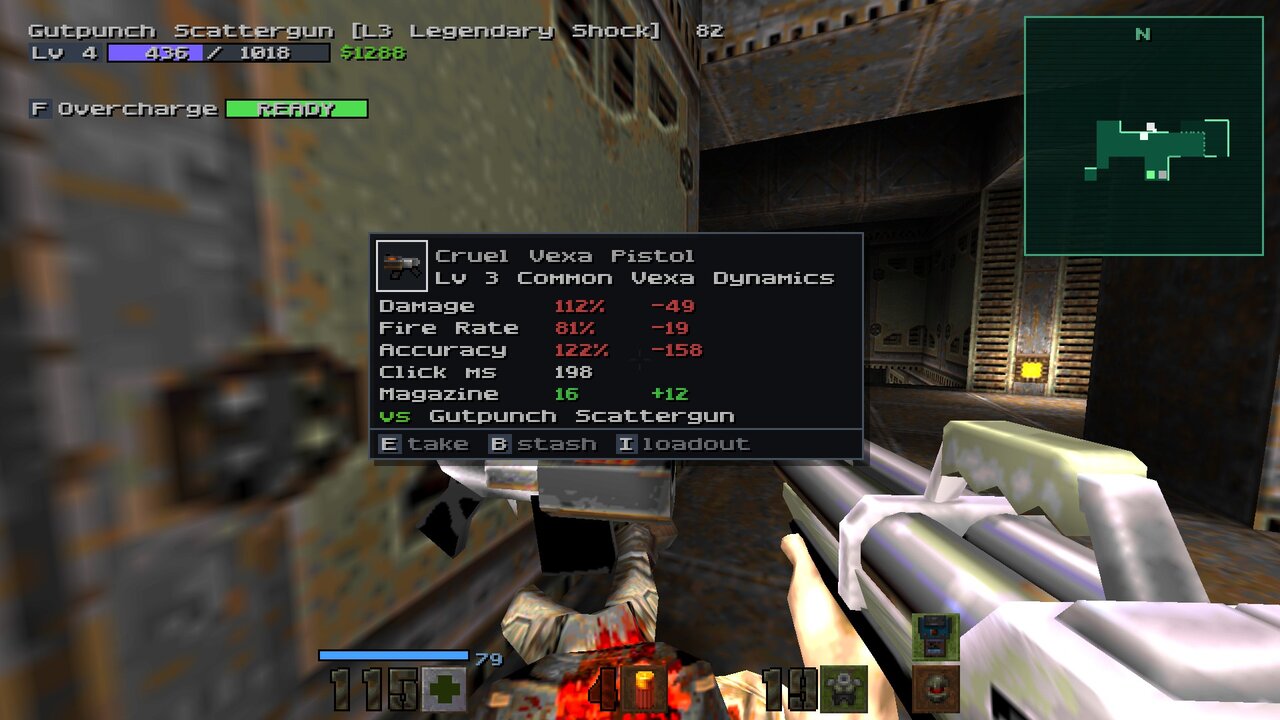 Gutpunch Scattergun [L3 Legendary Shock] 82
Lv 4 436 / 1018 $1288
F Overcharge READY
N
Cruel Vexa Pistol
Lv 3 Common Vexa Dynamics
Damage 112% -49
Fire Rate 81% -19
Accuracy 122% -158
Click ms 198
Magazine 16 +12
vs Gutpunch Scattergun
E take B stash I loadout
79
115 4 19